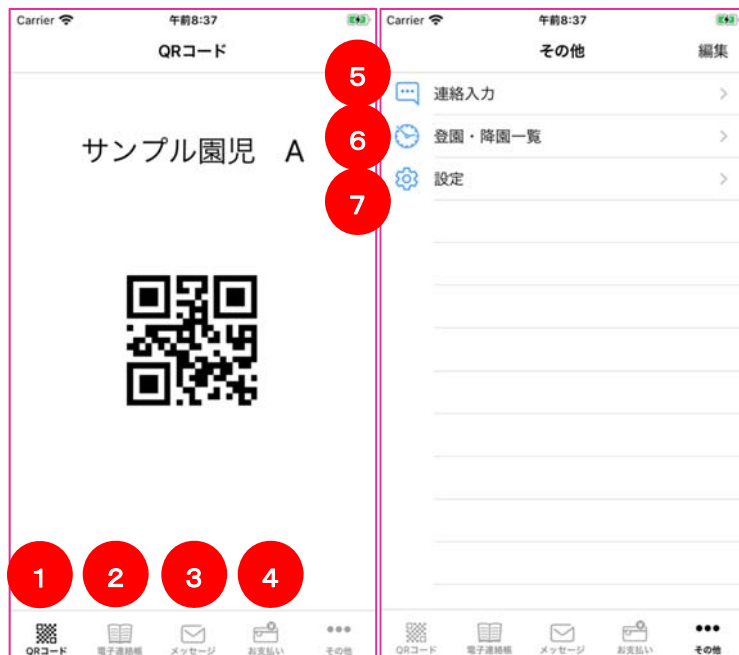 Carrier 午前8:37
QRコード
サンプル園児 A
1 2 3 4
QRコード 電子連絡帳 メッセージ お支払い その他
Carrier 午前8:37
その他 編集
5
連絡入力
6
登園・降園一覧
7
設定
QRコード 電子連絡帳 メッセージ お支払い その他